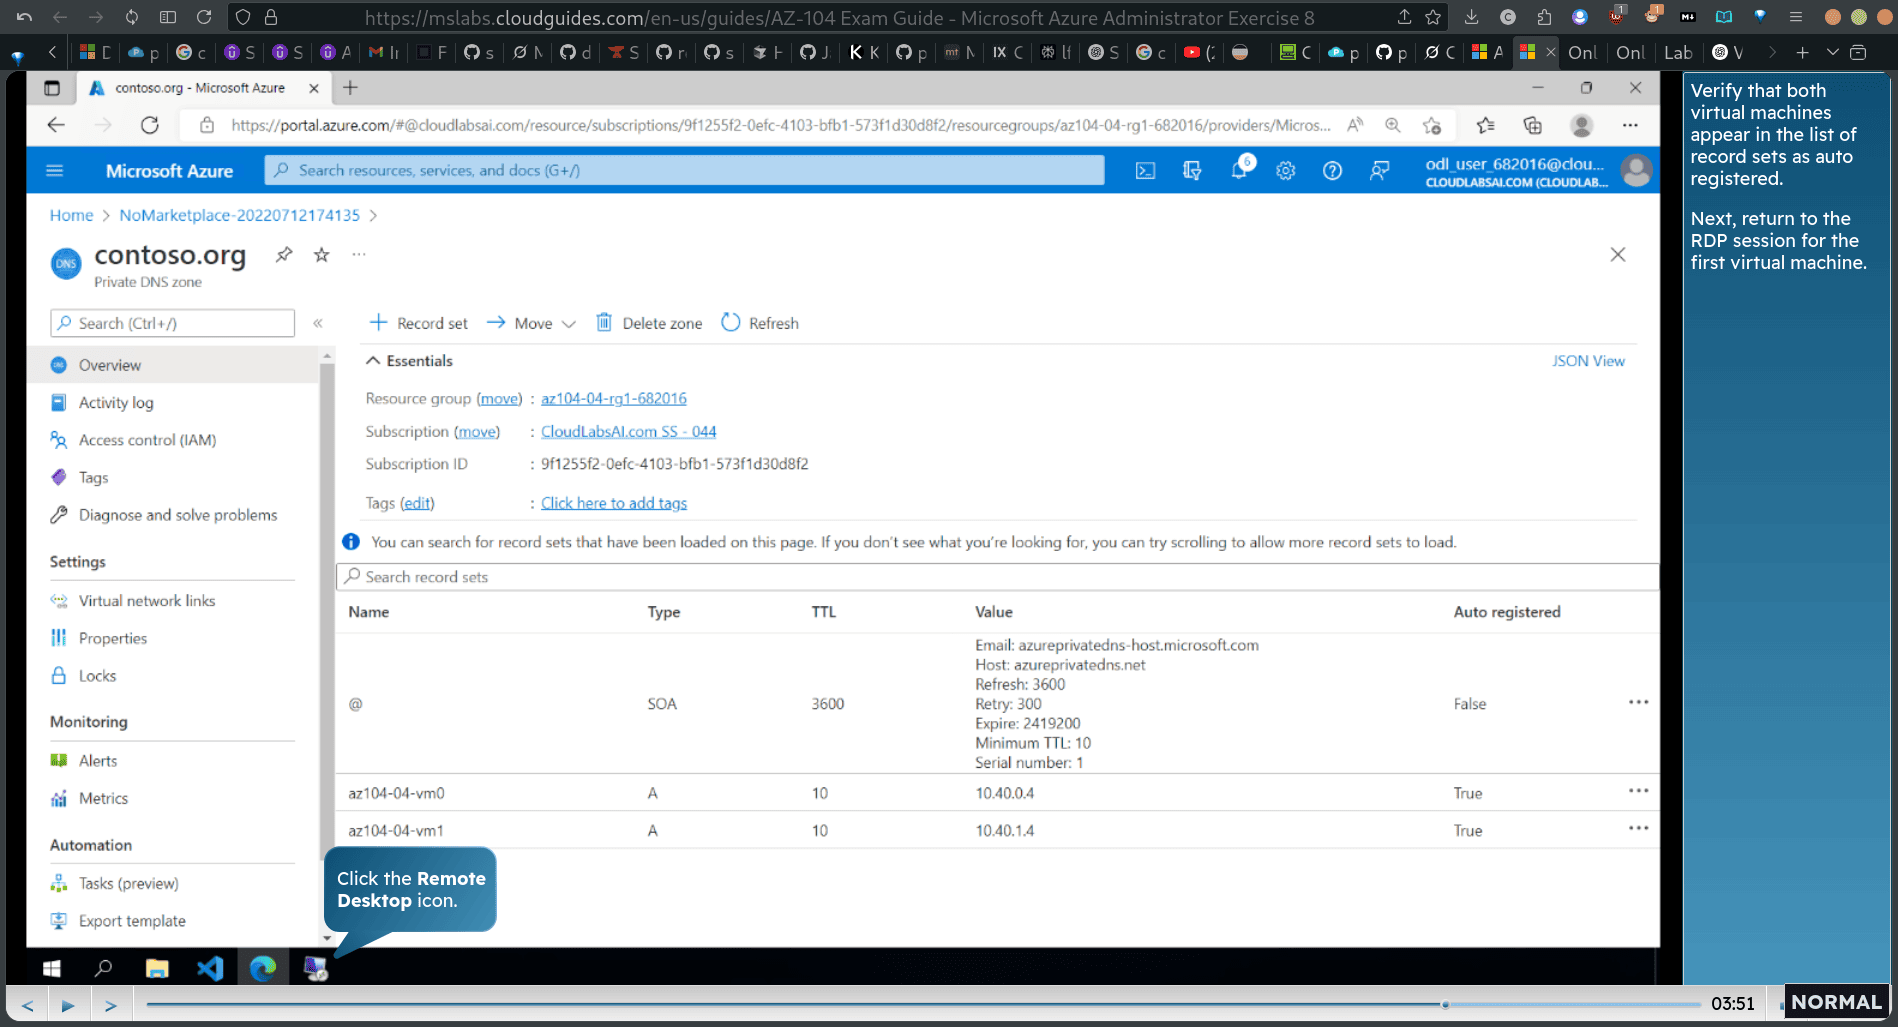 https://mslabs.cloudguides.com/en-us/guides/AZ-104 Exam Guide - Microsoft Azure Administrator Exercise 8
Onl
Onl
Lab
contoso.org - Microsoft Azure
https://portal.azure.com/#@cloudlabsai.com/resource/subscriptions/9f1255f2-0efc-4103-bfb1-573f1d30d8f2/resourcegroups/az104-04-rg1-682016/providers/Micros...
Microsoft Azure
Search resources, services, and docs (G+/)
6
odl_user_682016@clou...
CLOUDLABSAI.COM (CLOUDLAB...
Home > NoMarketplace-20220712174135 >
DNS
contoso.org
Private DNS zone
Search (Ctrl+/)
Record set
Move
Delete zone
Refresh
Overview
Activity log
Access control (IAM)
Tags
Diagnose and solve problems
Settings
Virtual network links
Properties
Locks
Monitoring
Alerts
Metrics
Automation
Tasks (preview)
Export template
Essentials
JSON View
Resource group (move) : az104-04-rg1-682016
Subscription (move) : CloudLabsAI.com SS - 044
Subscription ID : 9f1255f2-0efc-4103-bfb1-573f1d30d8f2
Tags (edit) : Click here to add tags
You can search for record sets that have been loaded on this page. If you don't see what you're looking for, you can try scrolling to allow more record sets to load.
Search record sets
Name Type TTL Value Auto registered
Email: azureprivatedns-host.microsoft.com
Host: azureprivatedns.net
Refresh: 3600
@ SOA 3600 Retry: 300 False
Expire: 2419200
Minimum TTL: 10
Serial number: 1
az104-04-vm0 A 10 10.40.0.4 True
az104-04-vm1 A 10 10.40.1.4 True
Click the Remote
Desktop icon.
Verify that both
virtual machines
appear in the list of
record sets as auto
registered.
Next, return to the
RDP session for the
first virtual machine.
03:51
NORMAL